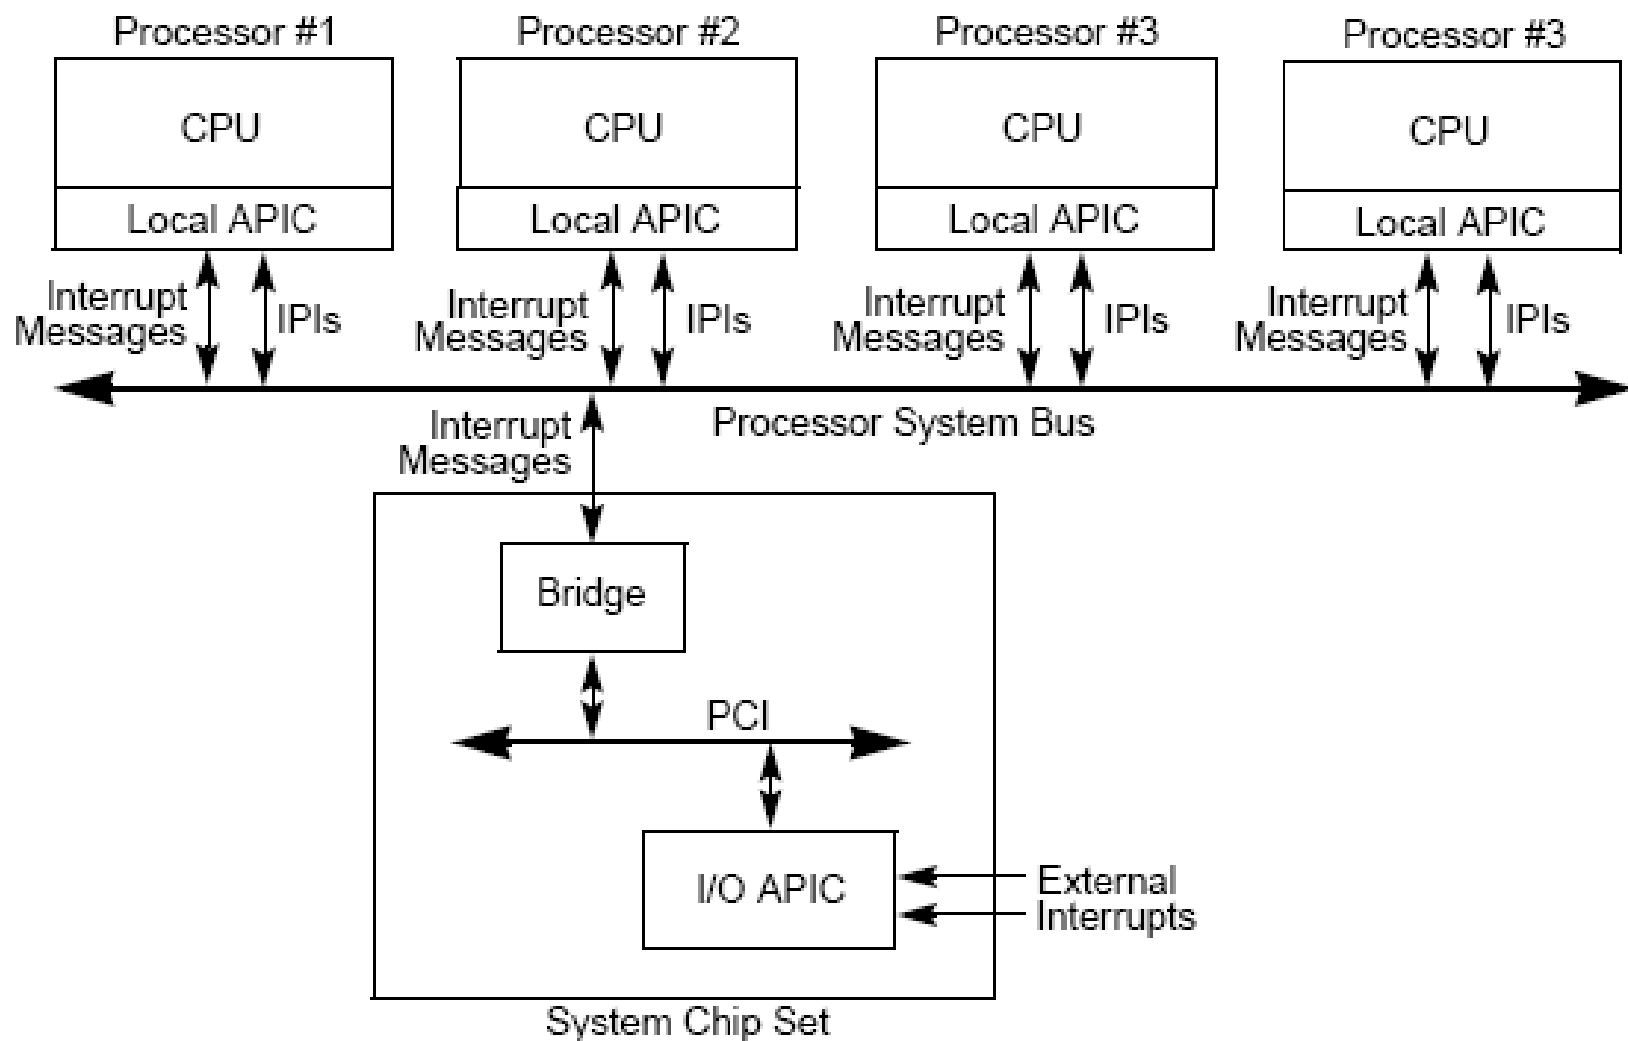 Processor #1
Processor #2
Processor #3
Processor #3
CPU
CPU
CPU
CPU
Local APIC
Local APIC
Local APIC
Local APIC
Interrupt
Messages
IPIs
Interrupt
Messages
IPIs
Interrupt
Messages
IPIs
Interrupt
Messages
IPIs
Processor System Bus
Interrupt
Messages
Bridge
PCI
I/O APIC
External
Interrupts
System Chip Set